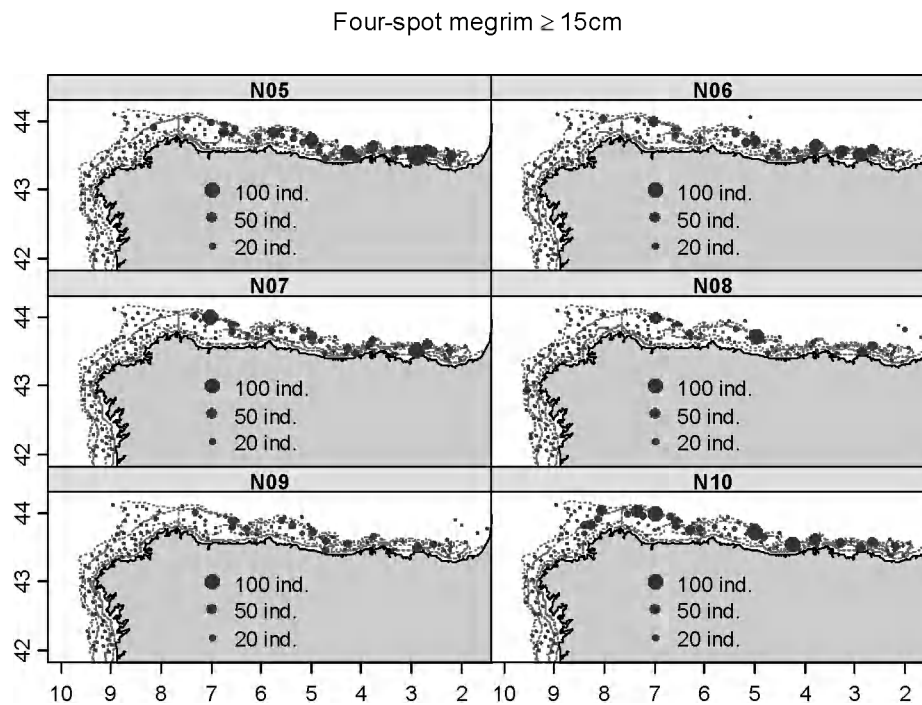 Four-spot megrim ≥ 15cm
N05 N06
44
43
42
100 ind. 100 ind.
50 ind. 50 ind.
20 ind. 20 ind.
N07 N08
44
43
42
100 ind. 100 ind.
50 ind. 50 ind.
20 ind. 20 ind.
N09 N10
44
43
42
100 ind. 100 ind.
50 ind. 50 ind.
20 ind. 20 ind.
10 9 8 7 6 5 4 3 2 10 9 8 7 6 5 4 3 2